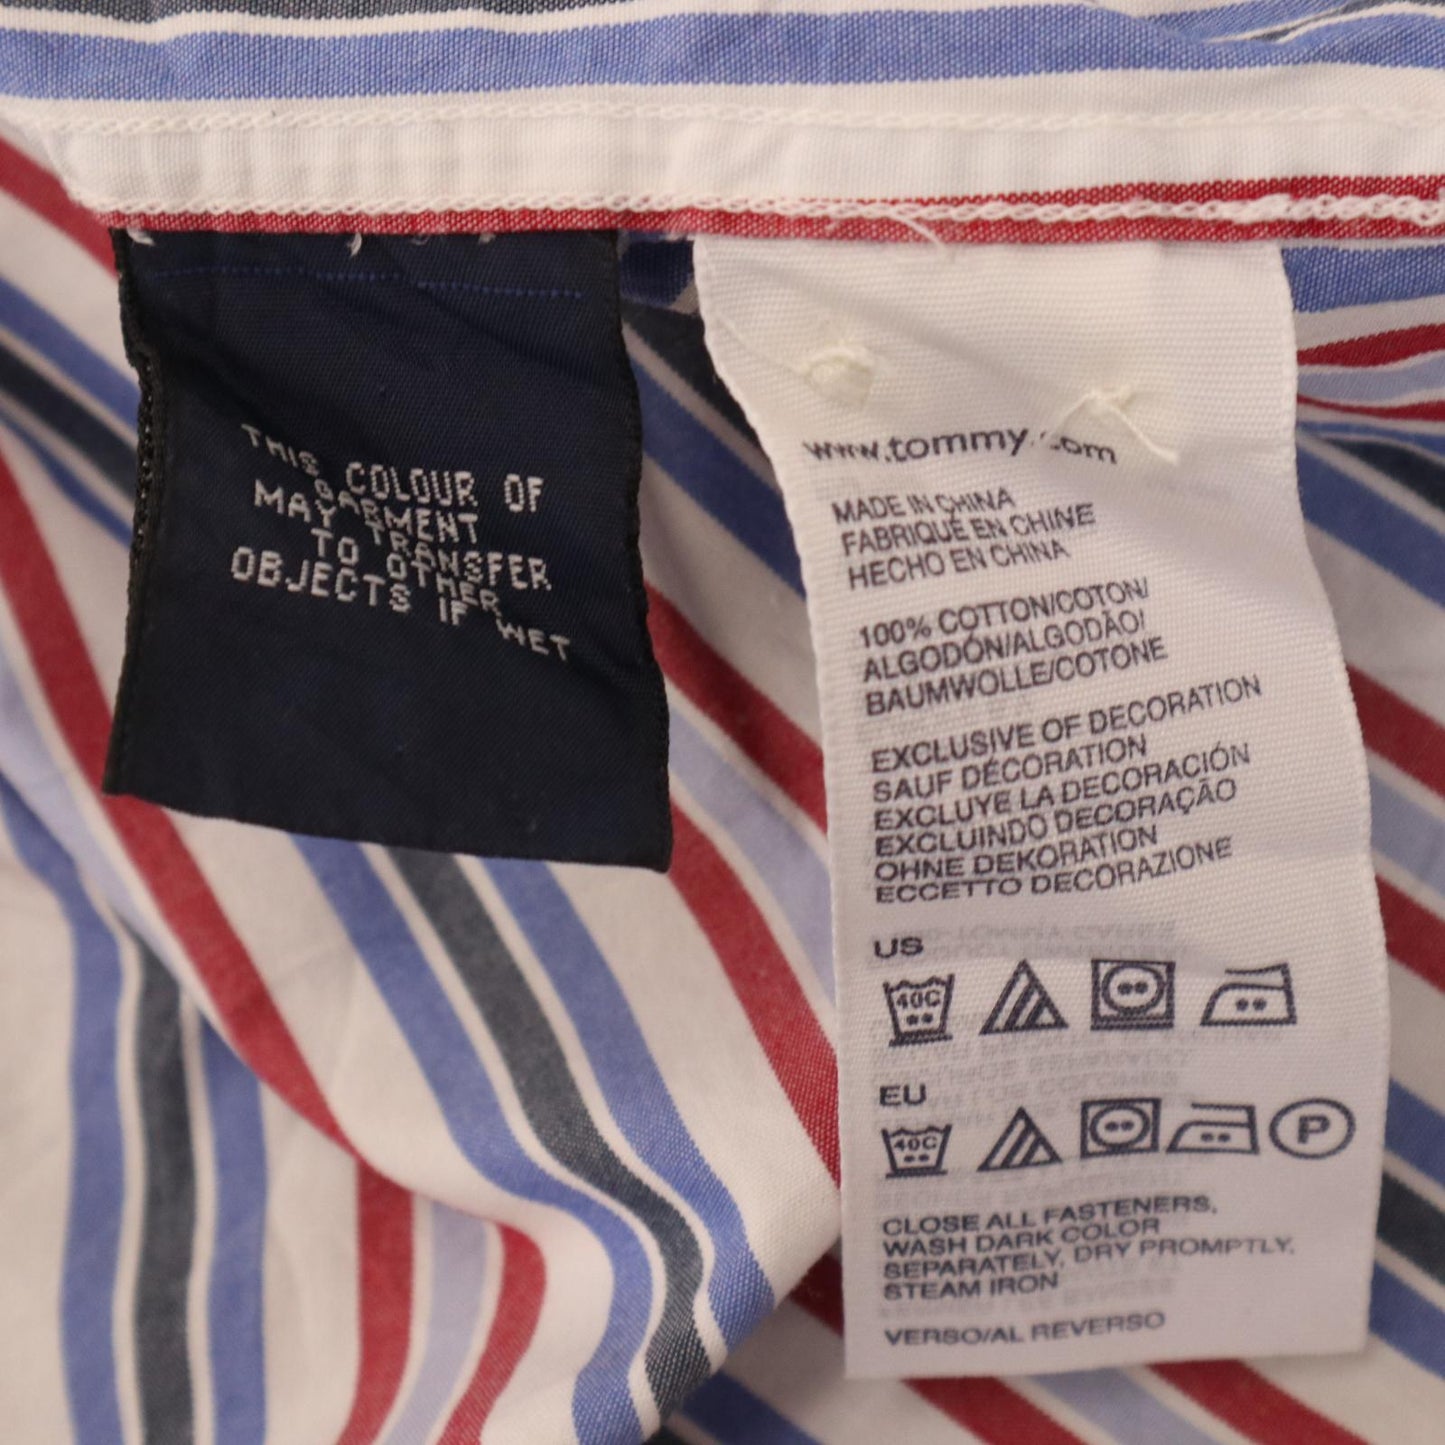 THIS COLOUR OF
GARMENT
MAY TRANSFER
TO OTHER
OBJECTS IF WET
www.tommy.com
MADE IN CHINA
FABRIQUÉ EN CHINE
HECHO EN CHINA
100% COTTON/COTON/
ALGODÓN/ALGODÃO/
BAUMWOLLE/COTONE
EXCLUSIVE OF DECORATION
SAUF DÉCORATION
EXCLUYE LA DECORACIÓN
EXCLUINDO DECORAÇÃO
OHNE DEKORATION
ECCETTO DECORAZIONE
US
40C
EU
40C P
CLOSE ALL FASTENERS,
WASH DARK COLOR
SEPARATELY, DRY PROMPTLY,
STEAM IRON
VERSO/AL REVERSO